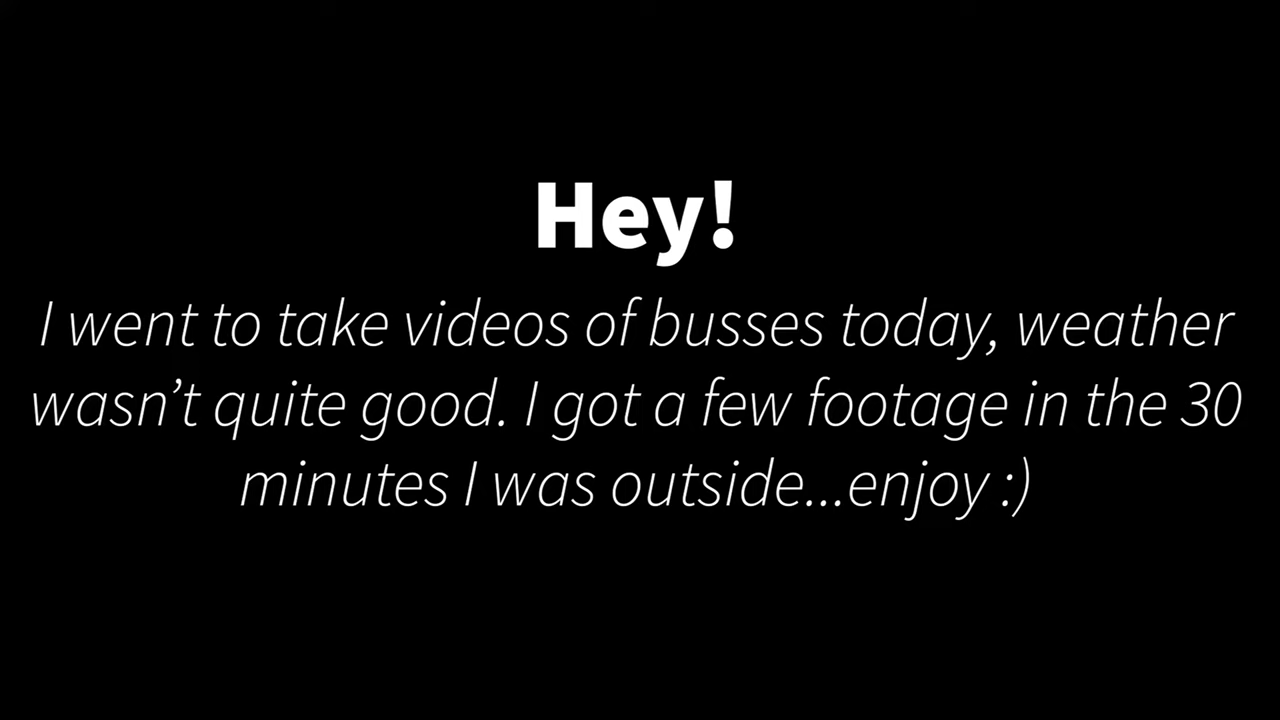 Hey!
I went to take videos of busses today, weather
wasn’t quite good. I got a few footage in the 30
minutes I was outside...enjoy :)